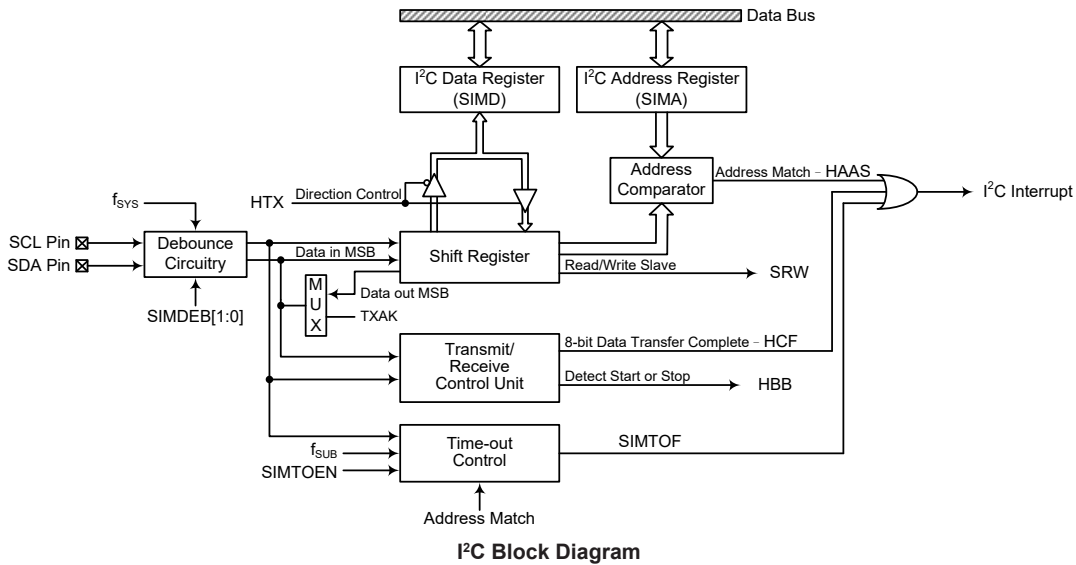 Data Bus
I²C Data Register
(SIMD)
I²C Address Register
(SIMA)
Address
Comparator
Address Match - HAAS
I²C Interrupt
HTX
Direction Control
fSYS
SCL Pin
SDA Pin
Debounce
Circuitry
SIMDEB[1:0]
Data in MSB
Shift Register
Read/Write Slave
SRW
M
U
X
Data out MSB
TXAK
Transmit/
Receive
Control Unit
8-bit Data Transfer Complete - HCF
Detect Start or Stop
HBB
fSUB
SIMTOEN
Time-out
Control
SIMTOF
Address Match
I²C Block Diagram